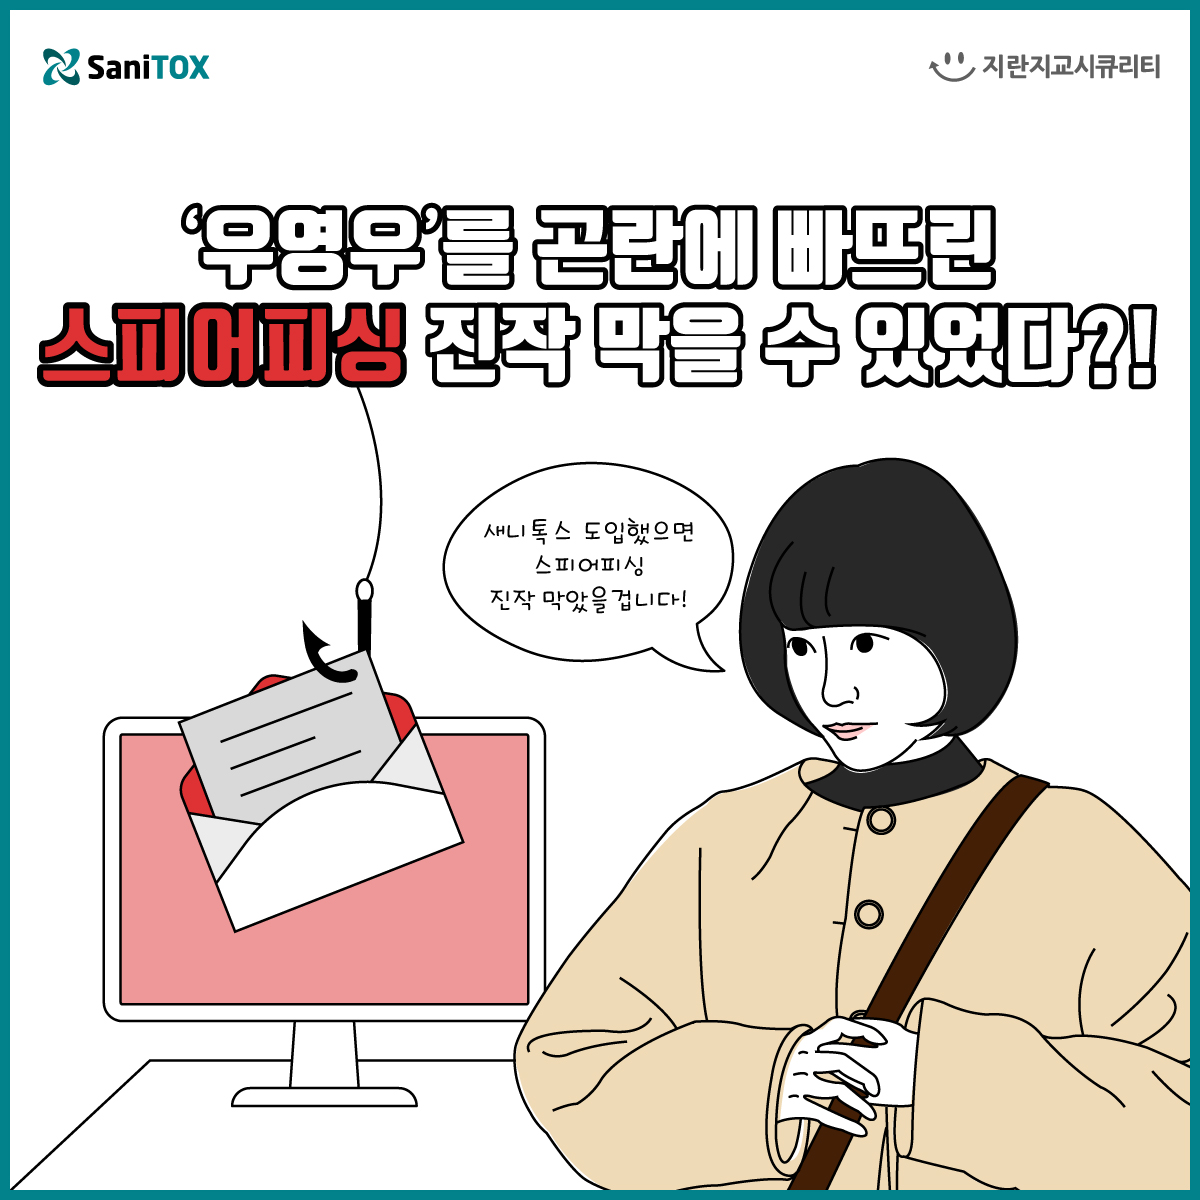 SaniTOX
지란지교시큐리티
‘우영우’를 곤란에 빠뜨린
스피어피싱 진작 막을 수 있었다?!
새니톡스 도입했으면
스피어피싱
진작 막았을겁니다!